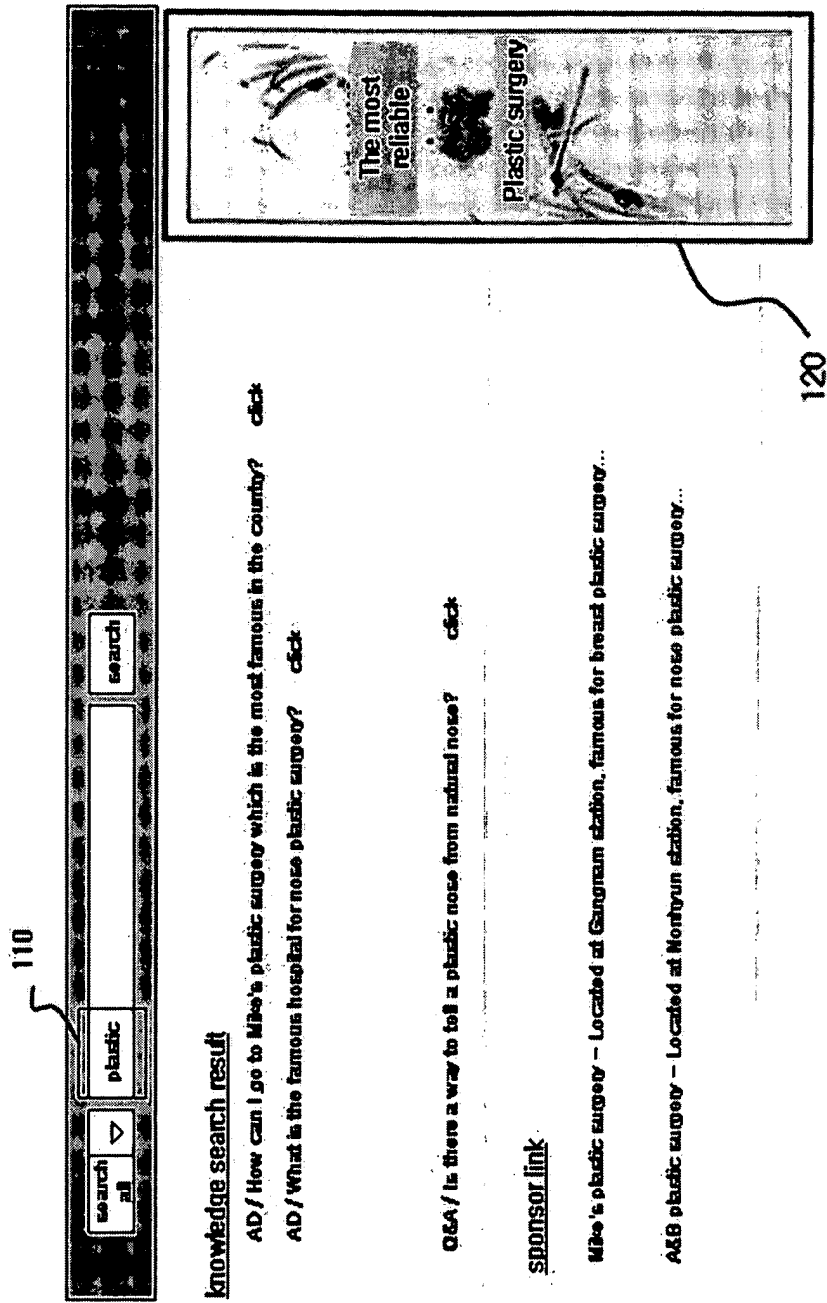 110
search
all
plastic
search
knowledge search result
AD / How can I go to Mike's plastic surgery which is the most famous in the county? click
AD / What is the famous hospital for nose plastic surgery? click
Q&A / Is there a way to tell a plastic nose from natural nose? click
sponsor link
Mike's plastic surgery – Located at Gangnam station, famous for breast plastic surgery...
A&B plastic surgery – Located at Nonhyun station, famous for nose plastic surgery...
The most
reliable
Plastic surgery
120